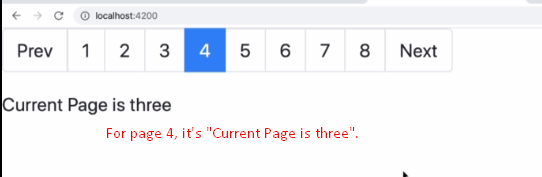 localhost:4200
Prev 1 2 3 4 5 6 7 8 Next
Current Page is three
For page 4, it's "Current Page is three".